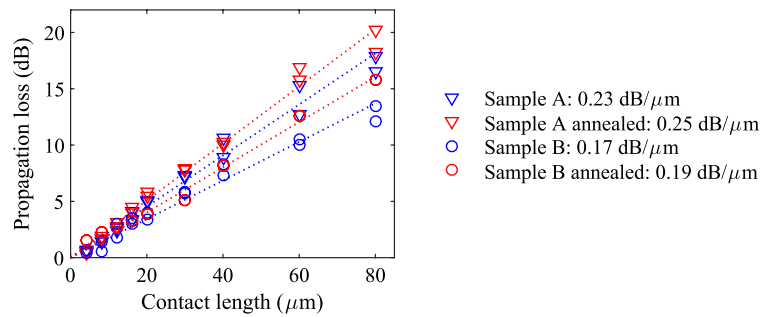 Propagation loss (dB)
20
15
10
5
0
0
20
40
60
80
Contact length (μm)
Sample A: 0.23 dB/μm
Sample A annealed: 0.25 dB/μm
Sample B: 0.17 dB/μm
Sample B annealed: 0.19 dB/μm